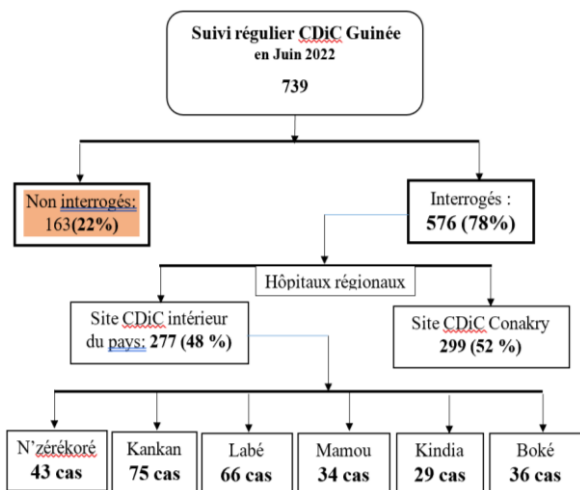 Suivi régulier CDiC Guinée
en Juin 2022
739
Non interrogés:
163(22%)
Interrogés :
576 (78%)
Hôpitaux régionaux
Site CDiC intérieur
du pays: 277 (48 %)
Site CDiC Conakry
299 (52 %)
N’zérékoré
43 cas
Kankan
75 cas
Labé
66 cas
Mamou
34 cas
Kindia
29 cas
Boké
36 cas